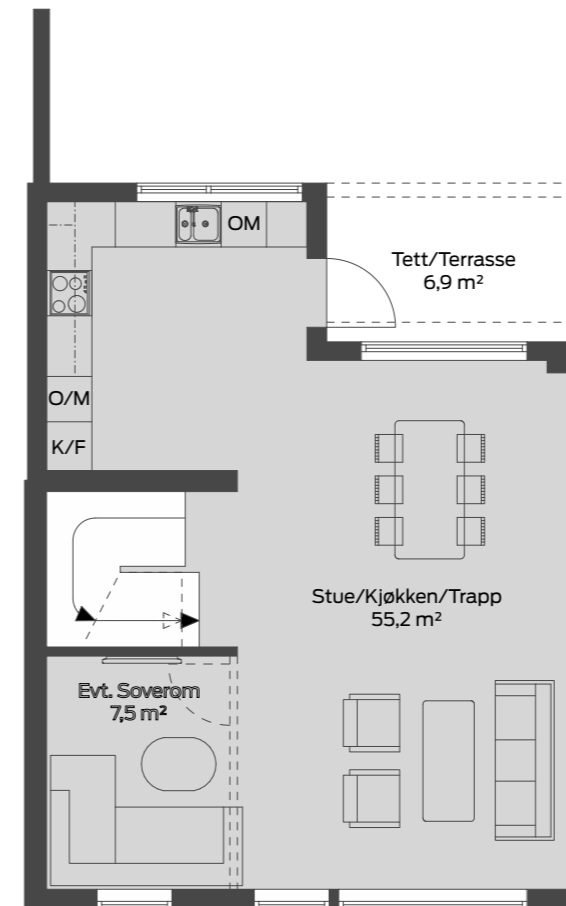 OM
Tett/Terrasse
6,9 m²
O/M
K/F
Stue/Kjøkken/Trapp
55,2 m²
Evt. Soverom
7,5 m²